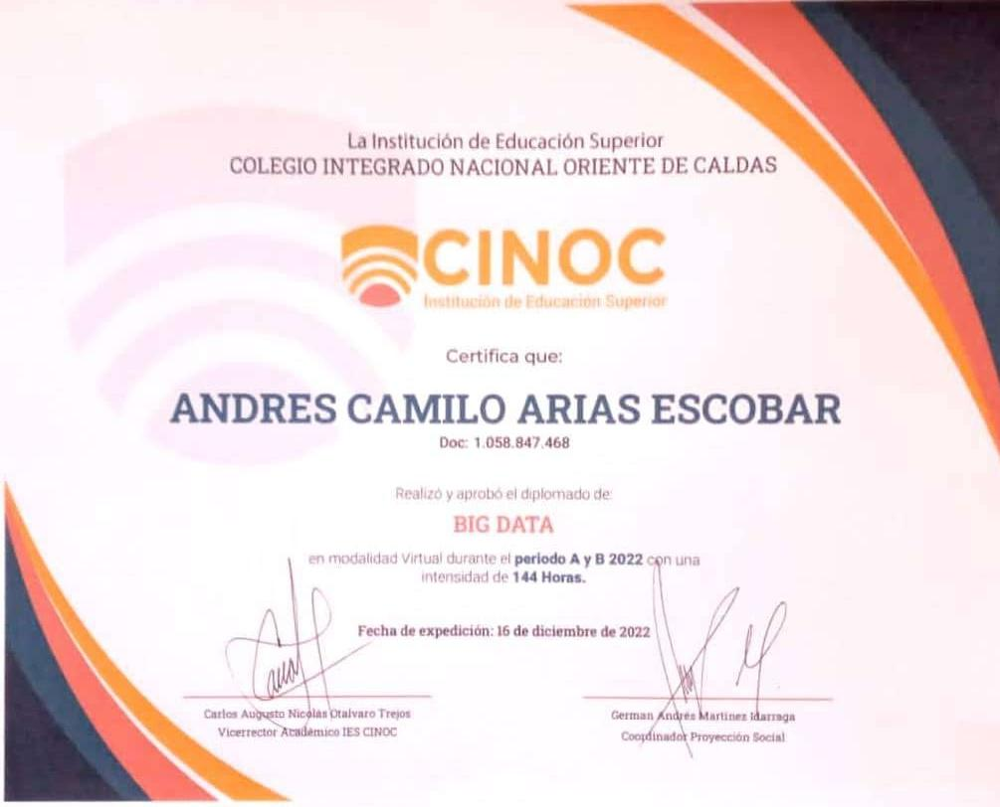 La Institución de Educación Superior
COLEGIO INTEGRADO NACIONAL ORIENTE DE CALDAS
CINOC
Institución de Educación Superior
Certifica que:
ANDRES CAMILO ARIAS ESCOBAR
Doc: 1.058.847.468
Realizó y aprobó el diplomado de:
BIG DATA
en modalidad Virtual durante el periodo A y B 2022 con una
intensidad de 144 Horas.
Fecha de expedición: 16 de diciembre de 2022
Carlos Augusto Nicolás Otalvaro Trejos
Vicerrector Académico IES CINOC
German Andrés Martinez Idarraga
Coordinador Proyección Social